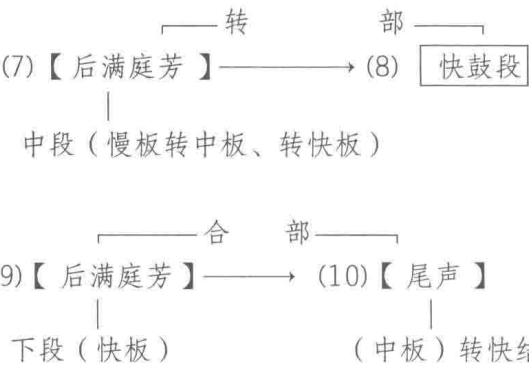 转 部
(7)【后满庭芳】 (8) 快鼓段
中段(慢板转中板、转快板)
合 部
9)【后满庭芳】 (10)【尾声】
下段(快板) (中板)转快